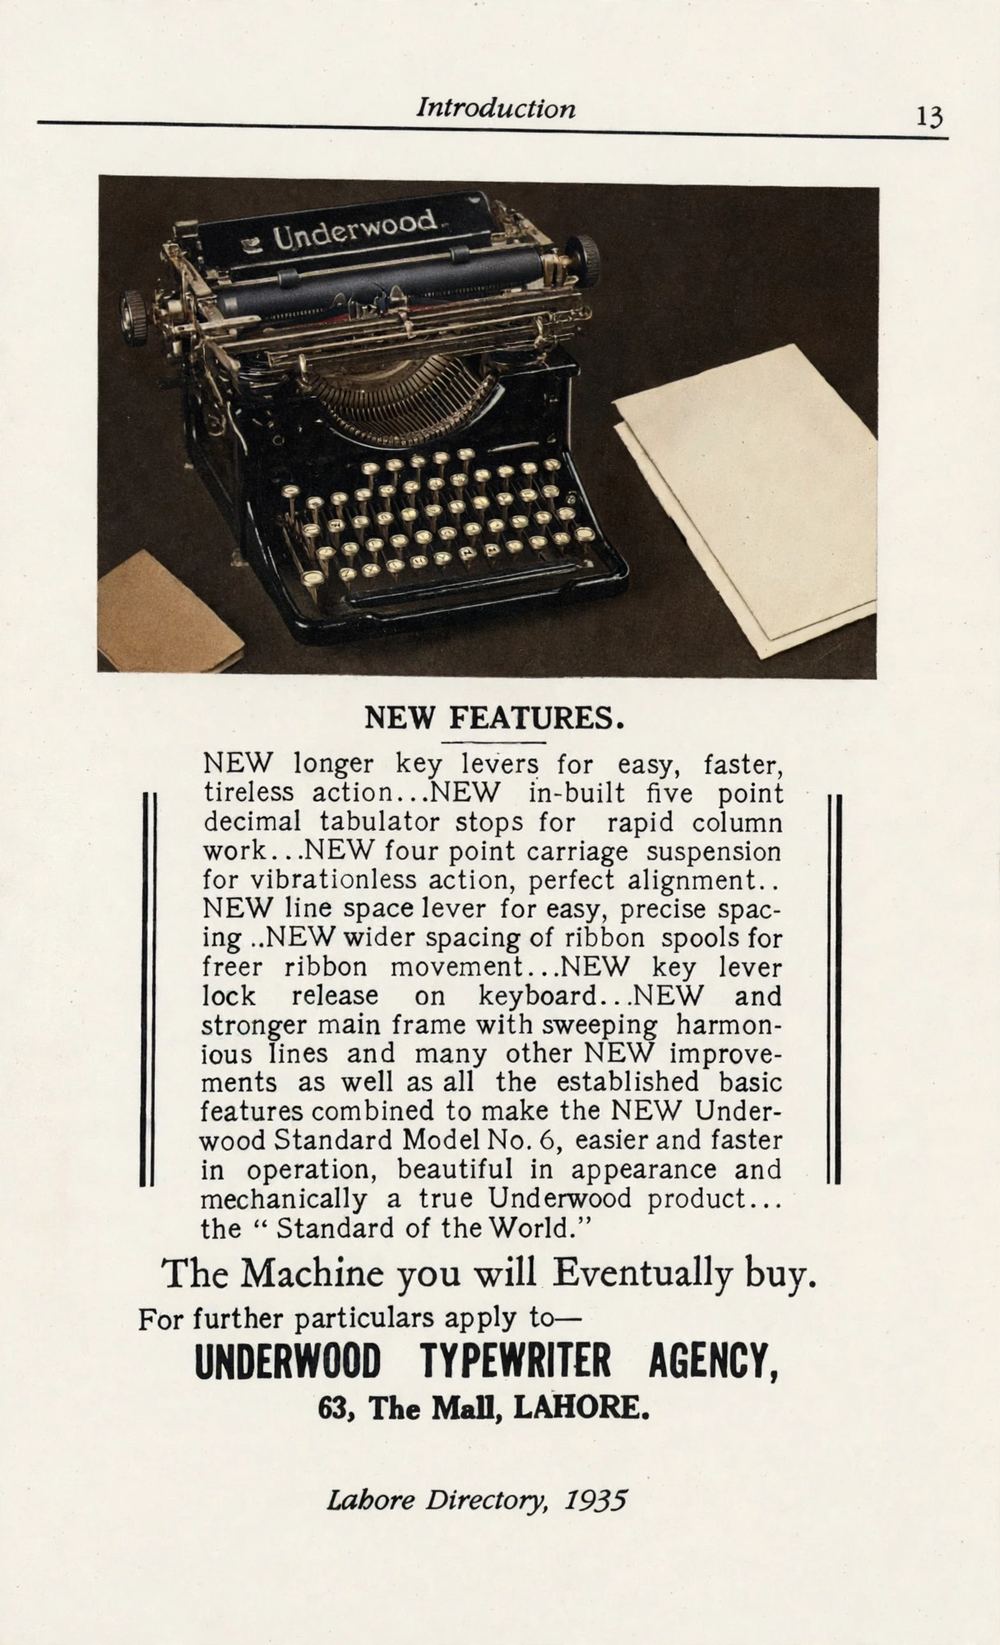 Introduction
13
Underwood
NEW FEATURES.
NEW longer key levers for easy, faster,
tireless action...NEW in-built five point
decimal tabulator stops for rapid column
work...NEW four point carriage suspension
for vibrationless action, perfect alignment..
NEW line space lever for easy, precise spac-
ing ..NEW wider spacing of ribbon spools for
freer ribbon movement...NEW key lever
lock release on keyboard...NEW and
stronger main frame with sweeping harmon-
ious lines and many other NEW improve-
ments as well as all the established basic
features combined to make the NEW Under-
wood Standard Model No. 6, easier and faster
in operation, beautiful in appearance and
mechanically a true Underwood product...
the “ Standard of the World.”
The Machine you will Eventually buy.
For further particulars apply to—
UNDERWOOD TYPEWRITER AGENCY,
63, The Mall, LAHORE.
Lahore Directory, 1935